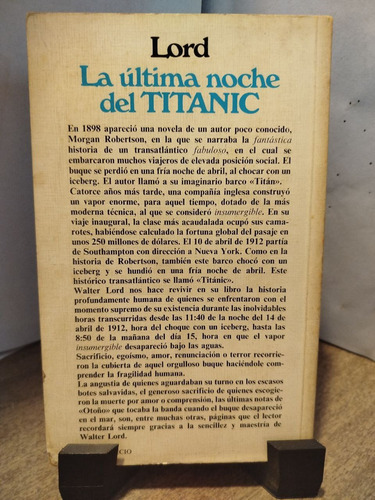 Lord
La última noche
del TITANIC
En 1898 apareció una novela de un autor poco conocido,
Morgan Robertson, en la que se narraba la fantástica
historia de un transatlántico fabuloso, en el cual se
embarcaron muchos viajeros de elevada posición social. El
buque se perdió en una fría noche de abril, al chocar con un
iceberg. El autor llamó a su imaginario barco «Titán».
Catorce años más tarde, una compañía inglesa construyó
un vapor enorme, para aquel tiempo, dotado de la más
moderna técnica, al que se consideró insumergible. En su
viaje inaugural, la clase más acaudalada ocupó sus cama-
rotes, habiéndose calculado la fortuna global del pasaje en
unos 250 millones de dólares. El 10 de abril de 1912 partía
de Southampton con dirección a Nueva York. Como en la
historia de Robertson, también este barco chocó con un
iceberg y se hundió en una fría noche de abril. Este
histórico transatlántico se llamó «Titánic».
Walter Lord nos hace revivir en su libro la historia
profundamente humana de quienes se enfrentaron con el
momento supremo de su existencia durante las inolvidables
horas transcurridas desde las 11:40 de la noche del 14 de
abril de 1912, hora del choque con un iceberg, hasta las
8:50 de la mañana del día 15, hora en que el vapor
insumergible desapareció bajo las aguas.
Sacrificio, egoísmo, amor, renunciación o terror recorrie-
ron la cubierta de aquel orgulloso buque haciéndole com-
prender la fragilidad humana.
La angustia de quienes aguardaban su turno en los escasos
botes salvavidas, el generoso sacrificio de quienes escogie-
ron la muerte por amor o comprensión, las últimas notas de
«Otoño» que tocaba la banda cuando el buque desaparecía
en el mar, son, entre muchas otras, páginas que el lector
recordará siempre gracias a la sencillez y maestría de
Walter Lord.
CIO